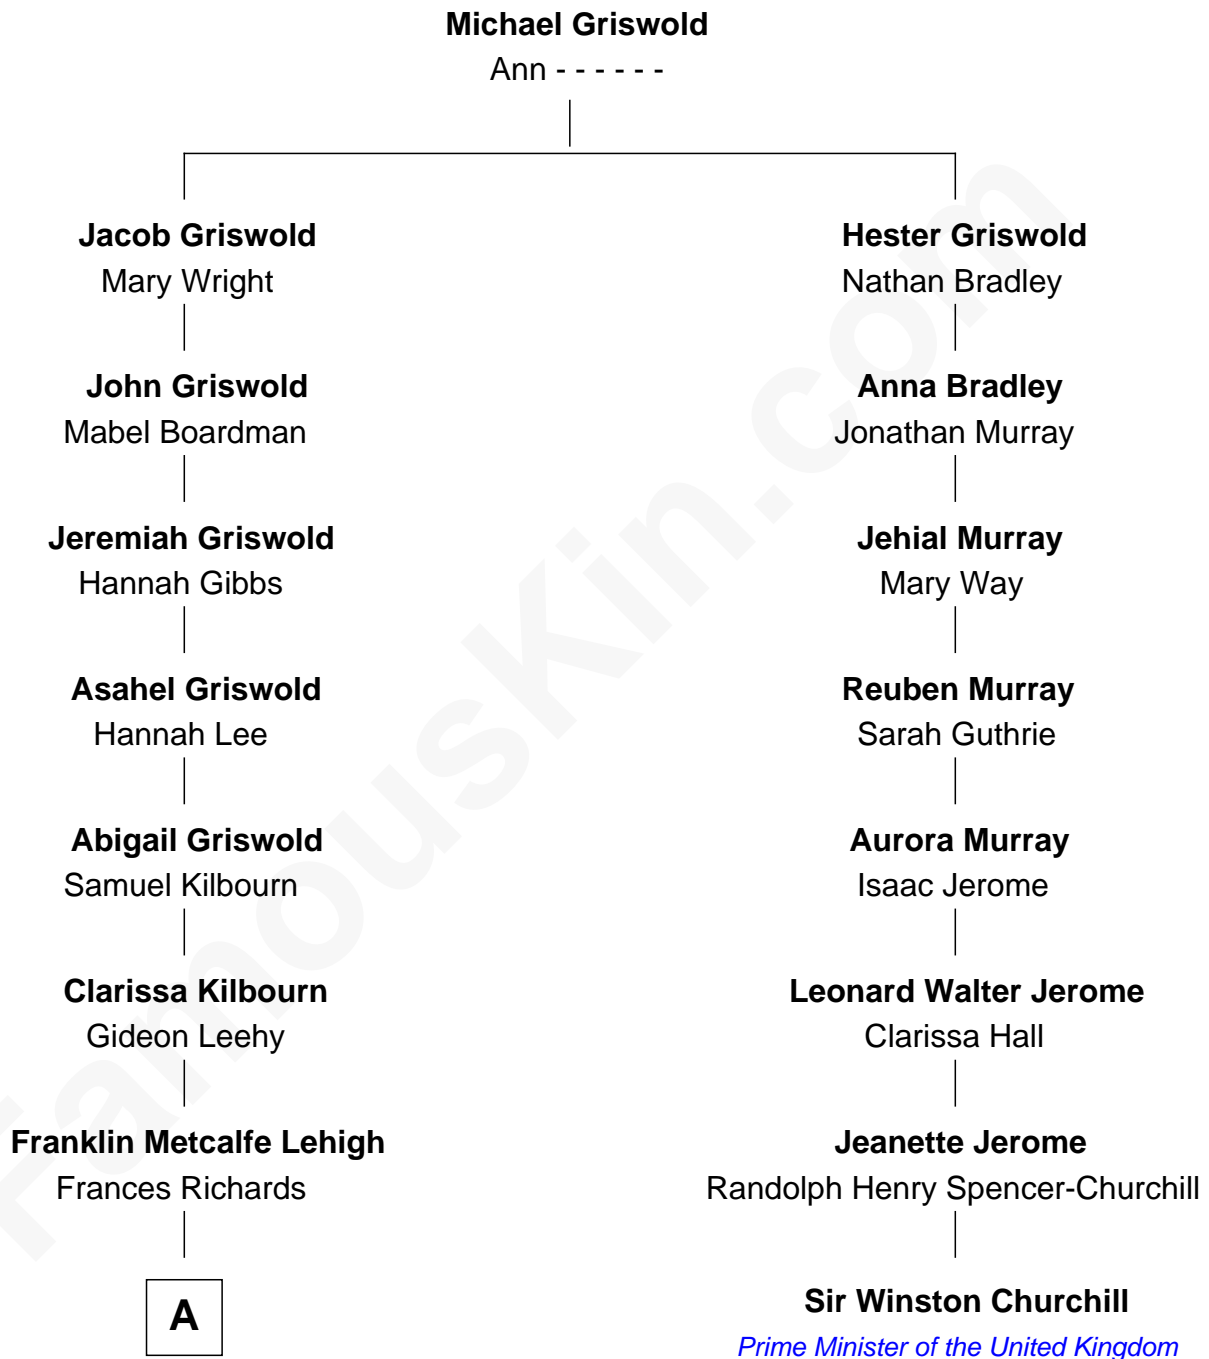 Michael Griswold
Ann - - - - - -
Jacob Griswold
Mary Wright
Hester Griswold
Nathan Bradley
John Griswold
Mabel Boardman
Anna Bradley
Jonathan Murray
Jeremiah Griswold
Hannah Gibbs
Jehial Murray
Mary Way
Asahel Griswold
Hannah Lee
Reuben Murray
Sarah Guthrie
Abigail Griswold
Samuel Kilbourn
Aurora Murray
Isaac Jerome
Clarissa Kilbourn
Gideon Leehy
Leonard Walter Jerome
Clarissa Hall
Franklin Metcalfe Lehigh
Frances Richards
Jeanette Jerome
Randolph Henry Spencer-Churchill
A
Sir Winston Churchill
Prime Minister of the United Kingdom
FamousKin.com